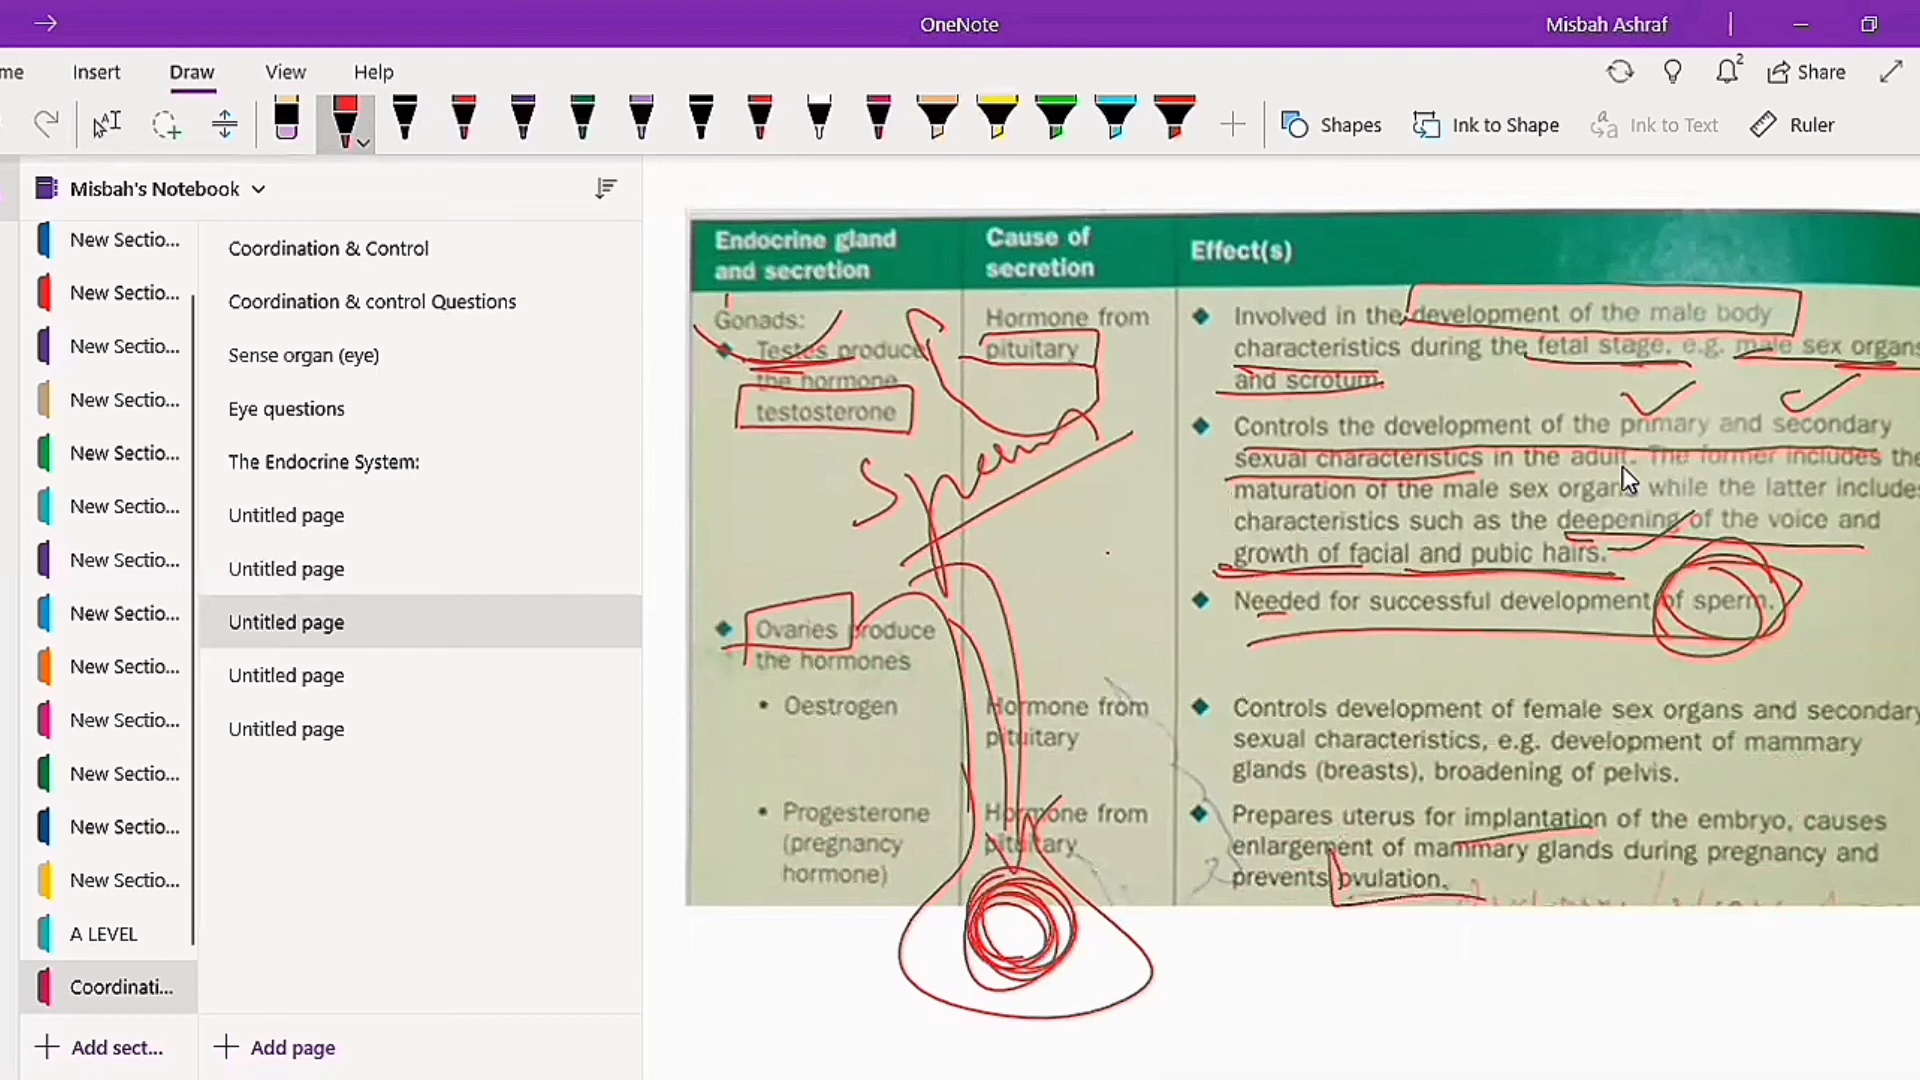 OneNote
Misbah Ashraf
me Insert Draw View Help
2
Share
Shapes
Ink to Shape
Ink to Text
Ruler
Misbah's Notebook
New Sectio...
New Sectio...
New Sectio...
New Sectio...
New Sectio...
New Sectio...
New Sectio...
New Sectio...
New Sectio...
New Sectio...
New Sectio...
New Sectio...
New Sectio...
A LEVEL
Coordinati...
Add sect...
Coordination & Control
Coordination & control Questions
Sense organ (eye)
Eye questions
The Endocrine System:
Untitled page
Untitled page
Untitled page
Untitled page
Untitled page
Add page
Endocrine gland
and secretion
Cause of
secretion
Effect(s)
Gonads:
Testes produce
the hormone
testosterone
Hormone from
pituitary
Involved in the development of the male body
characteristics during the fetal stage, e.g. male sex organs
and scrotum.
Controls the development of the primary and secondary
sexual characteristics in the adult. The former includes the
maturation of the male sex organs while the latter includes
characteristics such as the deepening of the voice and
growth of facial and pubic hairs.
Needed for successful development of sperm.
Sperm
Ovaries produce
the hormones
• Oestrogen
Hormone from
pituitary
Controls development of female sex organs and secondary
sexual characteristics, e.g. development of mammary
glands (breasts), broadening of pelvis.
• Progesterone
(pregnancy
hormone)
Hormone from
pituitary
Prepares uterus for implantation of the embryo, causes
enlargement of mammary glands during pregnancy and
prevents ovulation.